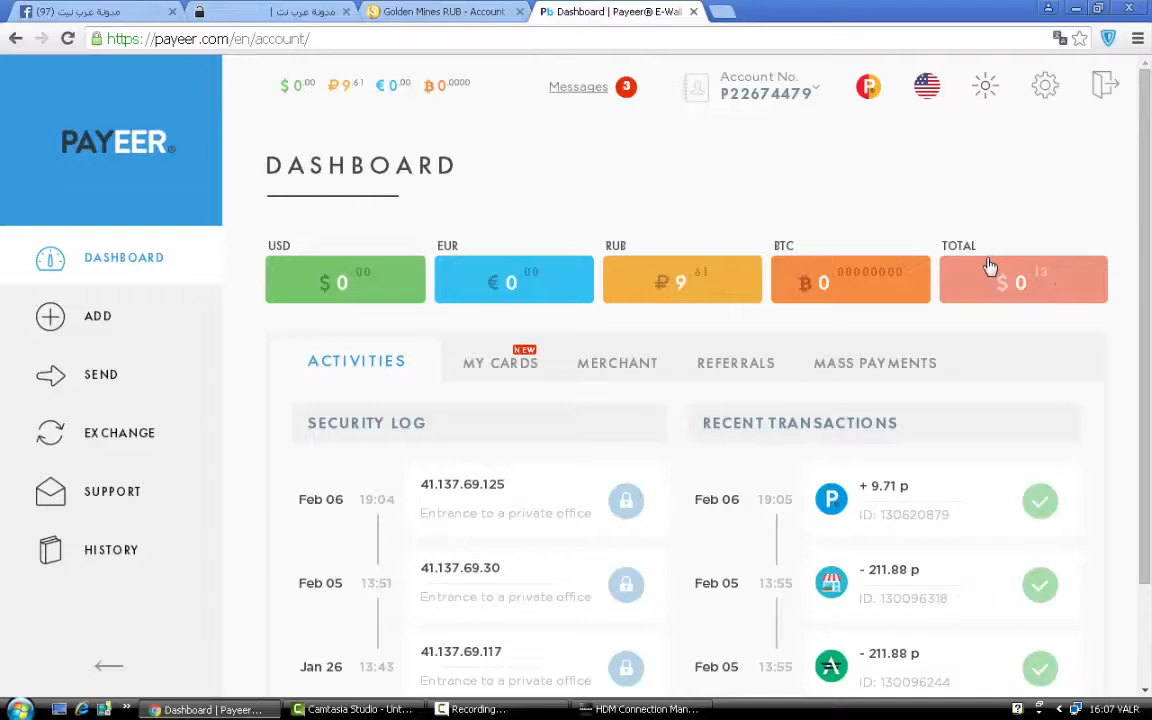 (97) مدونة عرب نيت
مدونة عرب نت |
Golden Mines RUB - Account
Pb Dashboard | Payeer® E-Wal
https://payeer.com/en/account/
$ 0.00 ₽ 9.61 € 0.00 ₿ 0.0000
Messages 3
Account No.
P22674479
PAYEER®
DASHBOARD
DASHBOARD
ADD
SEND
EXCHANGE
SUPPORT
HISTORY
USD EUR RUB BTC TOTAL
$ 0.00 € 0.00 ₽ 9.61 ₿ 0.00000000 $ 0.13
ACTIVITIES MY CARDS NEW MERCHANT REFERRALS MASS PAYMENTS
SECURITY LOG
Feb 06 19:04 41.137.69.125
Entrance to a private office
Feb 05 13:51 41.137.69.30
Entrance to a private office
Jan 26 13:43 41.137.69.117
Entrance to a private office
RECENT TRANSACTIONS
Feb 06 19:05 P + 9.71 p
ID: 130620879
Feb 05 13:55 - 211.88 p
ID: 130096318
Feb 05 13:55 - 211.88 p
ID: 130096244
Dashboard | Payeer... Camtasia Studio - Unt... Recording... HDM Connection Man... 16:07 VALR